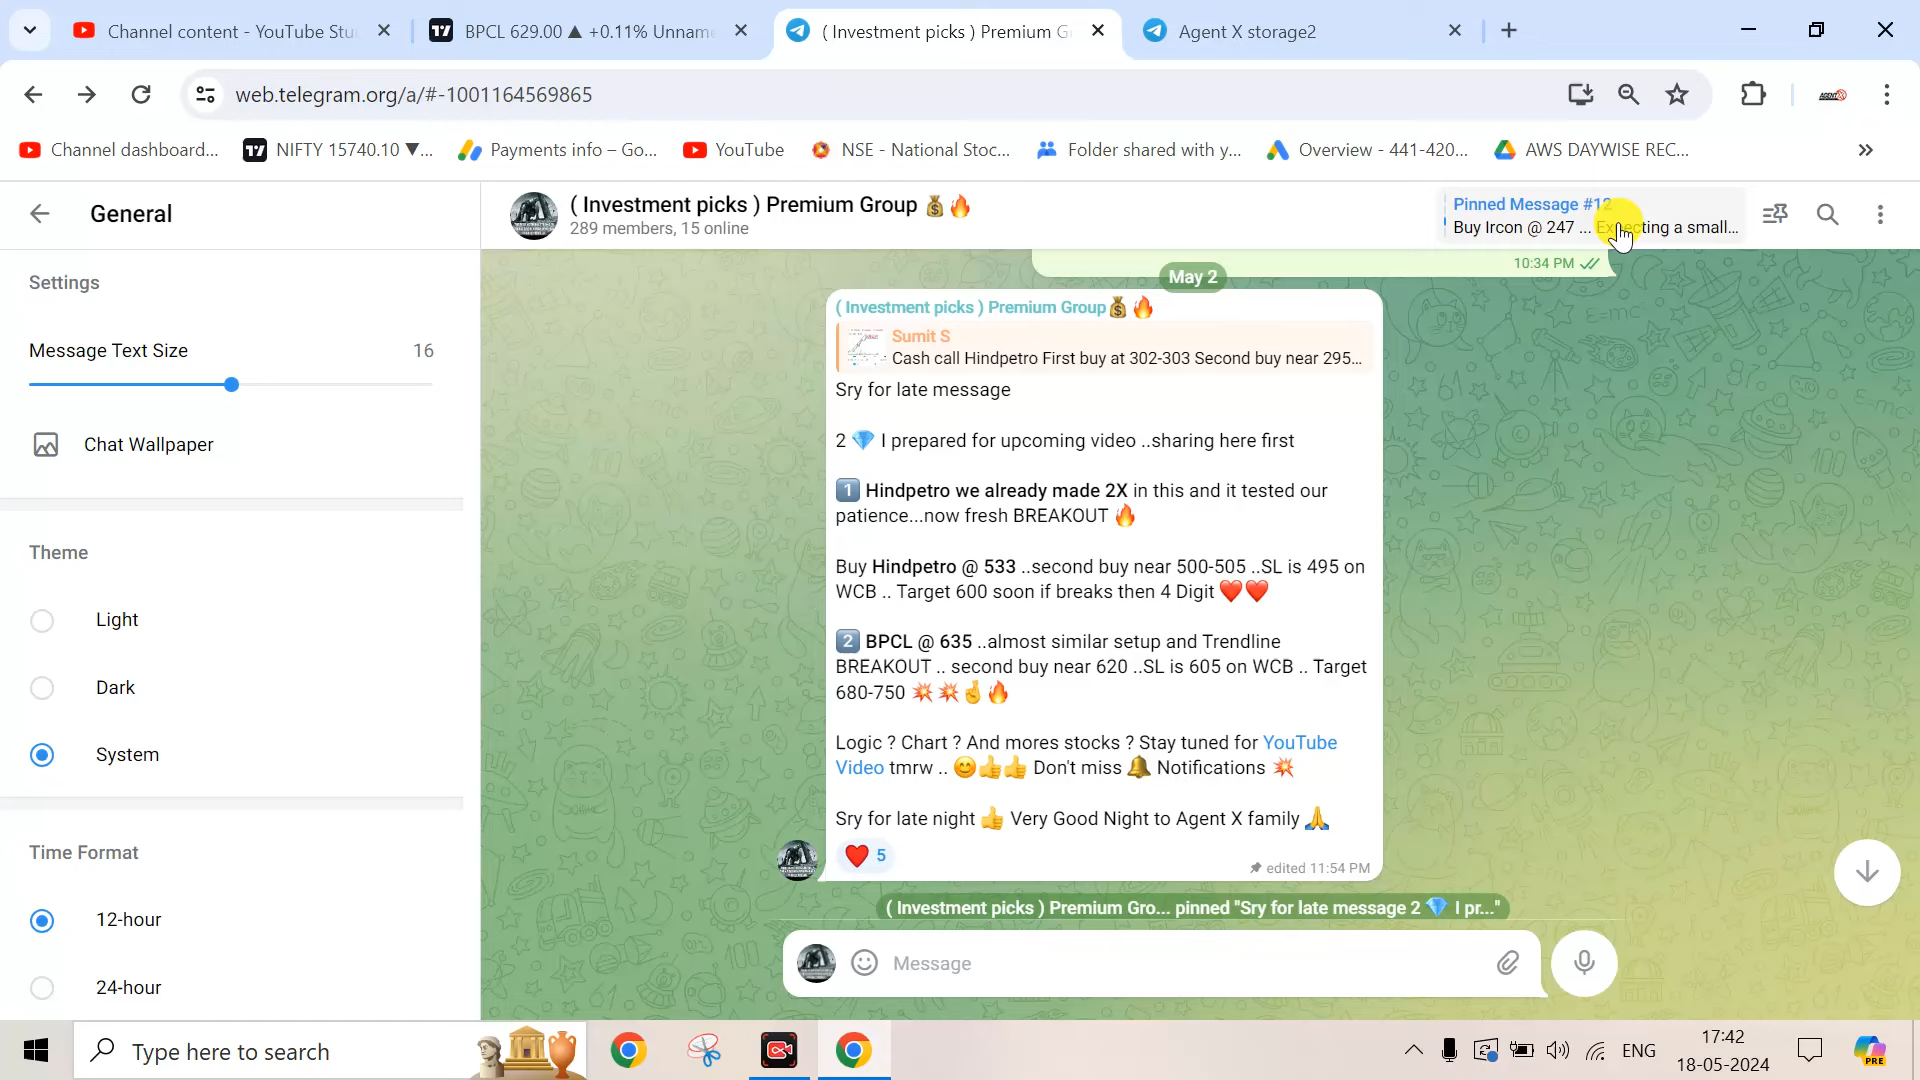 Channel content - YouTube Stu
BPCL 629.00 ▲ +0.11% Unname
( Investment picks ) Premium G
Agent X storage2
web.telegram.org/a/#-1001164569865
Channel dashboard...
NIFTY 15740.10 ▼...
Payments info – Go...
YouTube
NSE - National Stoc...
Folder shared with y...
Overview - 441-420...
AWS DAYWISE REC...
General
( Investment picks ) Premium Group 💰🔥
289 members, 15 online
Pinned Message #12
Buy Ircon @ 247 ... Expecting a small...
Settings
Message Text Size
16
Chat Wallpaper
Theme
Light
Dark
System
Time Format
12-hour
24-hour
10:34 PM
May 2
( Investment picks ) Premium Group💰🔥
Sumit S
Cash call Hindpetro First buy at 302-303 Second buy near 295...
Sry for late message
2 💎 I prepared for upcoming video ..sharing here first
1️⃣ Hindpetro we already made 2X in this and it tested our
patience...now fresh BREAKOUT 🔥
Buy Hindpetro @ 533 ..second buy near 500-505 ..SL is 495 on
WCB .. Target 600 soon if breaks then 4 Digit ❤️❤️
2️⃣ BPCL @ 635 ..almost similar setup and Trendline
BREAKOUT .. second buy near 620 ..SL is 605 on WCB .. Target
680-750 💥💥🤞🔥
Logic ? Chart ? And mores stocks ? Stay tuned for YouTube
Video tmrw .. 😊👍👍 Don't miss 🔔 Notifications 💥
Sry for late night 👍 Very Good Night to Agent X family 🙏
❤️ 5
edited 11:54 PM
( Investment picks ) Premium Gro... pinned "Sry for late message 2 💎 I pr..."
Message
Type here to search
ENG
17:42
18-05-2024
PRE